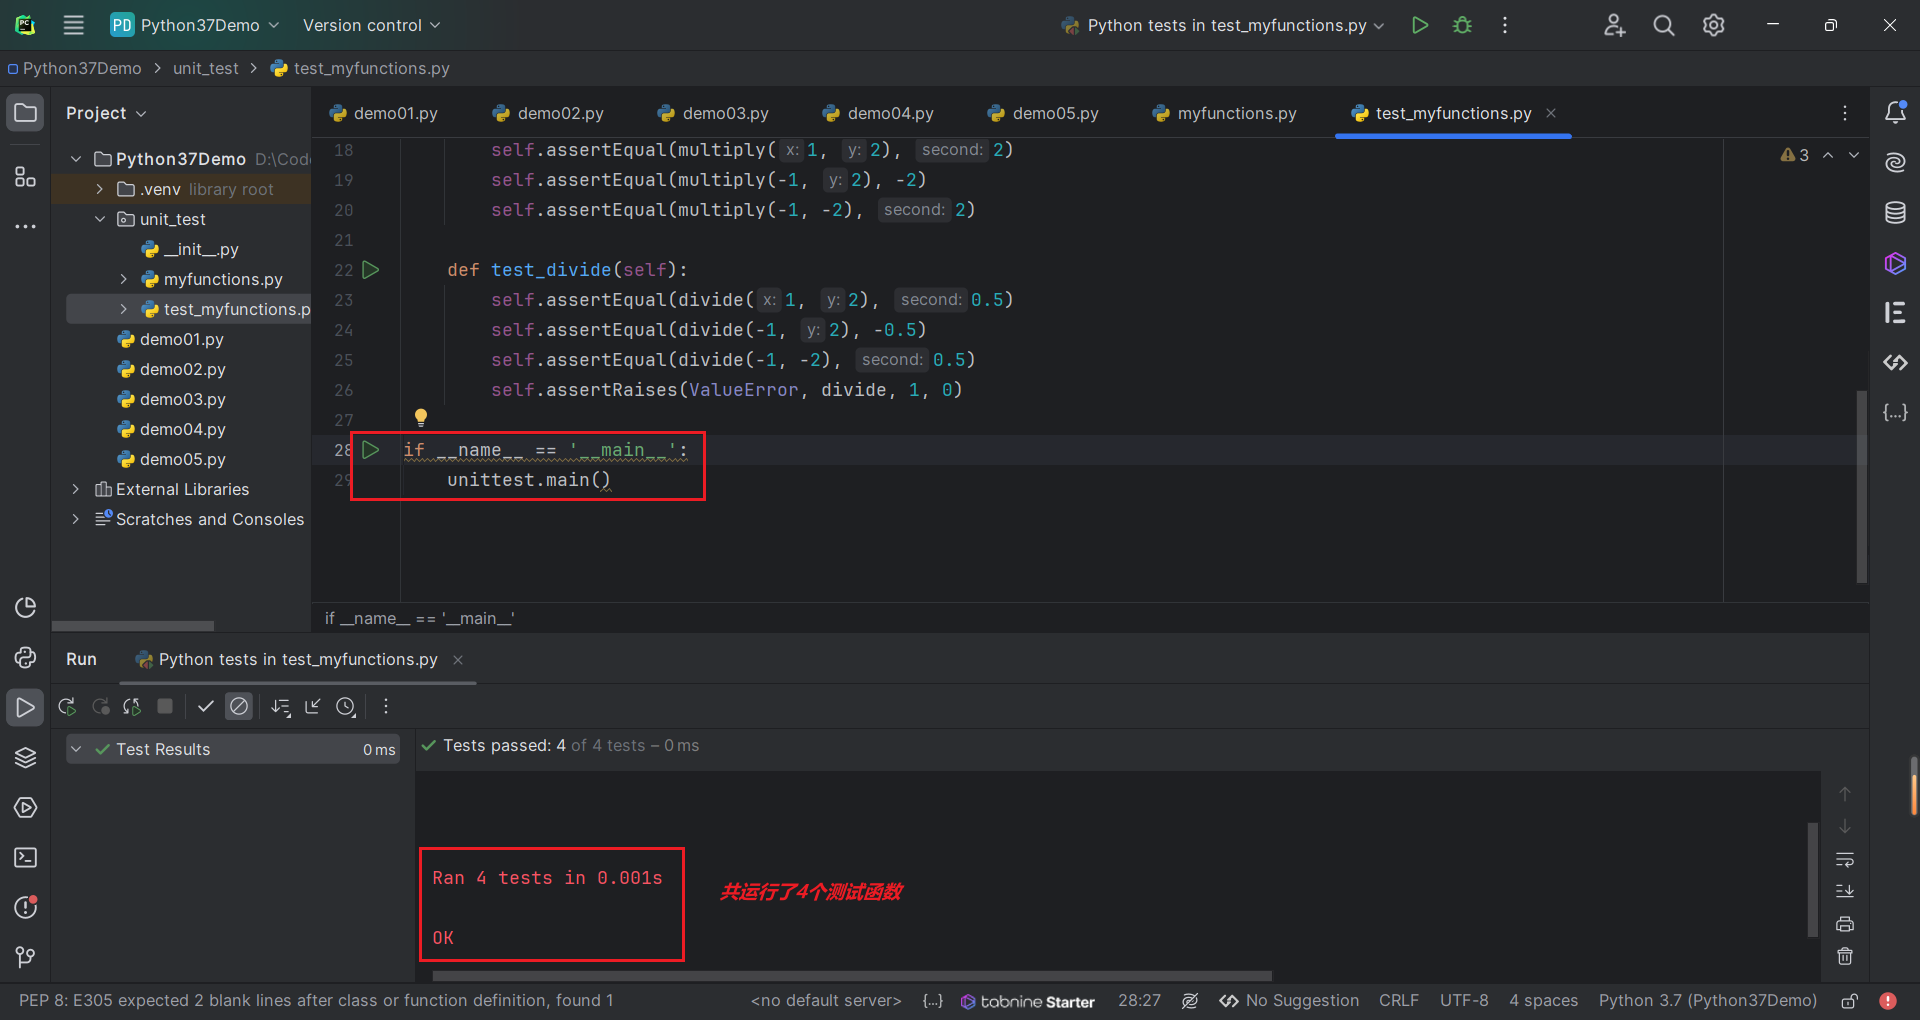 PD Python37Demo Version control Python tests in test_myfunctions.py
Python37Demo unit_test test_myfunctions.py
Project
Python37Demo D:\Cod
.venv library root
unit_test
__init__.py
myfunctions.py
test_myfunctions.p
demo01.py
demo02.py
demo03.py
demo04.py
demo05.py
External Libraries
Scratches and Consoles
demo01.py demo02.py demo03.py demo04.py demo05.py myfunctions.py test_myfunctions.py
3
18 self.assertEqual(multiply( x: 1, y: 2), second: 2)
19 self.assertEqual(multiply(-1, y: 2), -2)
20 self.assertEqual(multiply(-1, -2), second: 2)
21
22 def test_divide(self):
23 self.assertEqual(divide( x: 1, y: 2), second: 0.5)
24 self.assertEqual(divide(-1, y: 2), -0.5)
25 self.assertEqual(divide(-1, -2), second: 0.5)
26 self.assertRaises(ValueError, divide, 1, 0)
27
28 if __name__ == '__main__':
29 unittest.main()
if __name__ == '__main__'
Run Python tests in test_myfunctions.py
Test Results 0 ms
Tests passed: 4 of 4 tests – 0 ms
Ran 4 tests in 0.001s
共运行了4个测试函数
OK
PEP 8: E305 expected 2 blank lines after class or function definition, found 1 <no default server> {...} tabnine Starter 28:27 No Suggestion CRLF UTF-8 4 spaces Python 3.7 (Python37Demo)